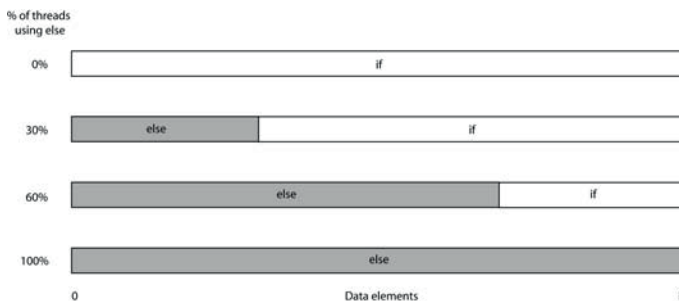 % of threads
using else
0%
if
30%
else
if
60%
else
if
100%
else
0
Data elements